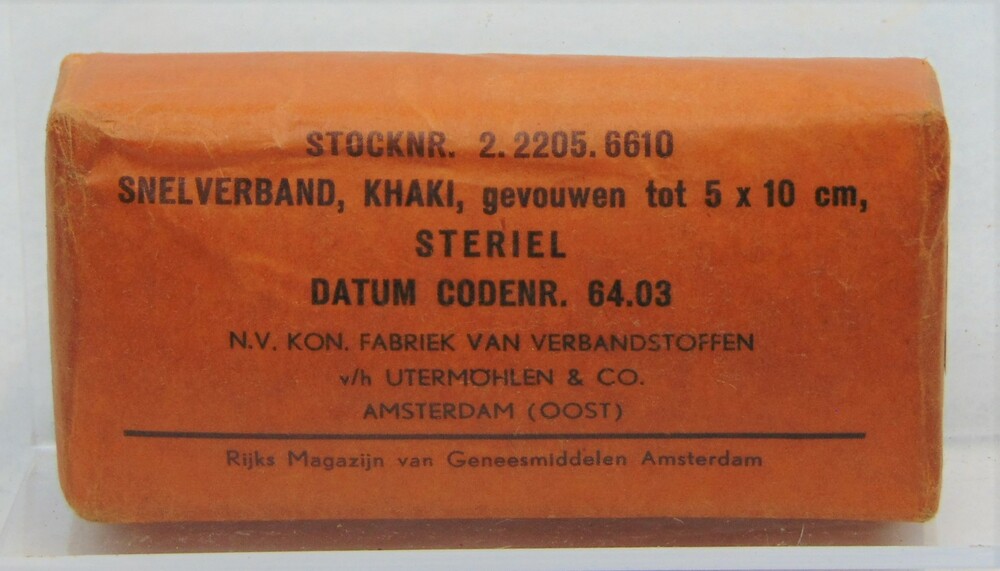 STOCKNR. 2.2205.6610
SNELVERBAND, KHAKI, gevouwen tot 5 x 10 cm,
STERIEL
DATUM CODENR. 64.03
N.V. KON. FABRIEK VAN VERBANDSTOFFEN
v/h UTERMÖHLEN & CO.
AMSTERDAM (OOST)
Rijks Magazijn van Geneesmiddelen Amsterdam